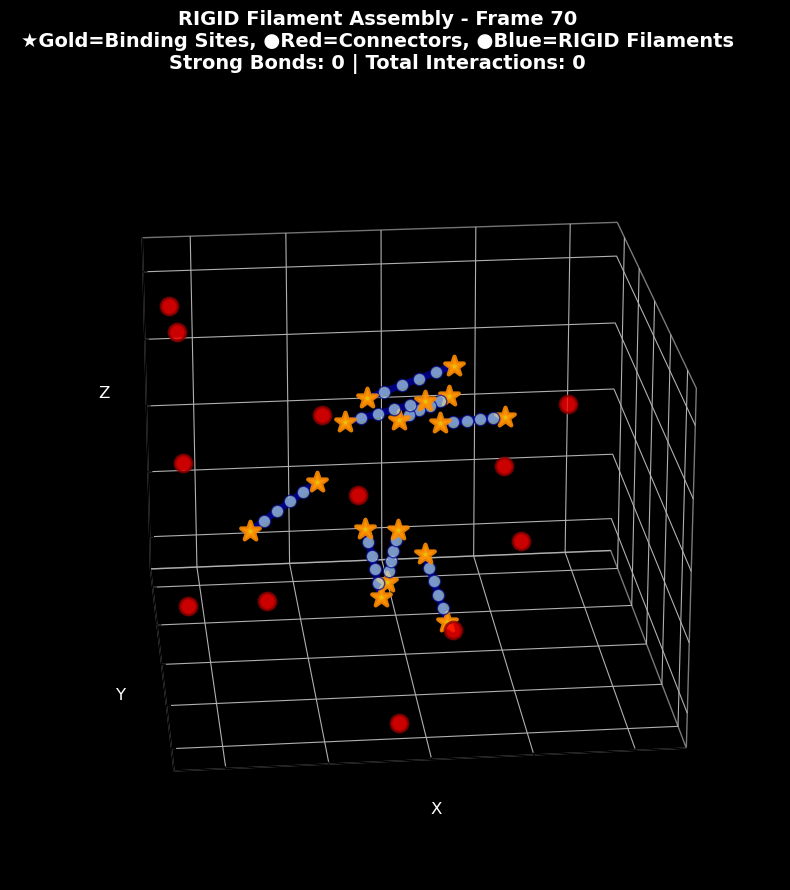 RIGID Filament Assembly - Frame 70
★Gold=Binding Sites, ●Red=Connectors, ●Blue=RIGID Filaments
Strong Bonds: 0 | Total Interactions: 0
Z
Y
X